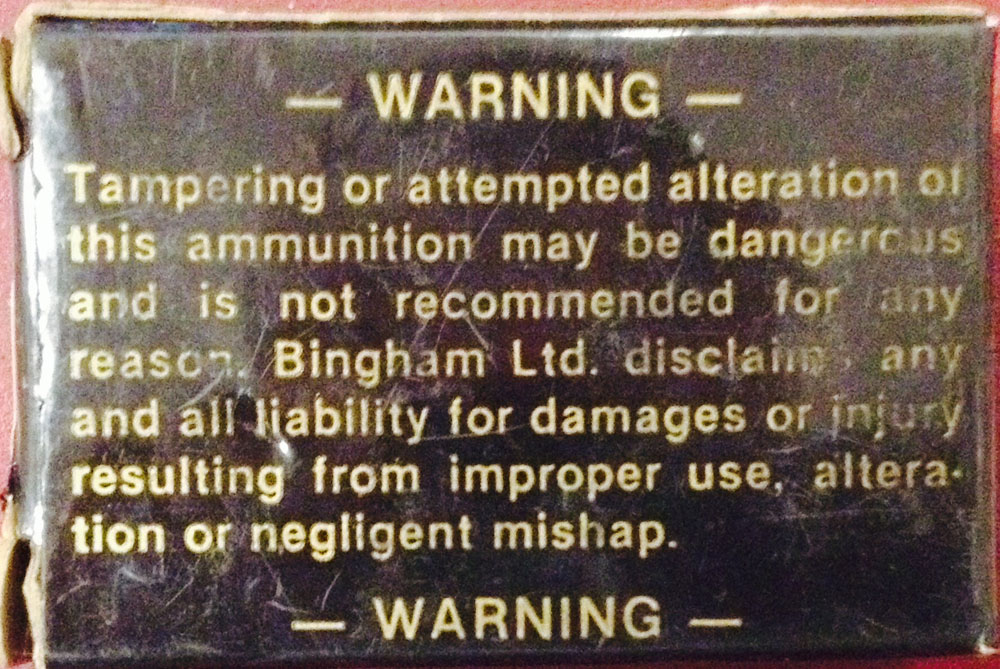 — WARNING —
Tampering or attempted alteration of
this ammunition may be dangerous
and is not recommended for any
reason. Bingham Ltd. disclaims any
and all liability for damages or injury
resulting from improper use, altera-
tion or negligent mishap.
— WARNING —